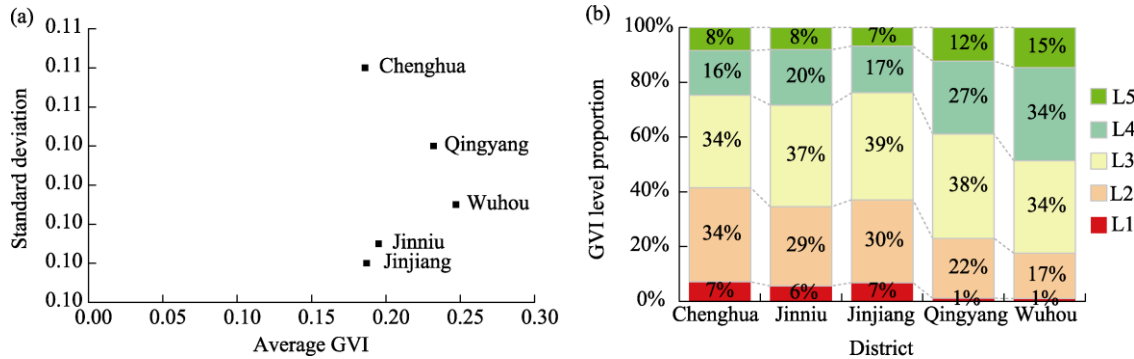 (a)
Standard deviation
0.11
0.11
0.11
0.10
0.10
0.10
0.10
0.10
Chenghua
Qingyang
Wuhou
Jinniu
Jinjiang
0.00 0.05 0.10 0.15 0.20 0.25 0.30
Average GVI
(b)
GVI level proportion
100%
80%
60%
40%
20%
0%
8% 8% 7% 12% 15%
16% 20% 17% 27% 34%
34% 37% 39% 38% 34%
34% 29% 30% 22% 17%
7% 6% 7% 1% 1%
Chenghua Jinniu Jinjiang Qingyang Wuhou
District
L5
L4
L3
L2
L1